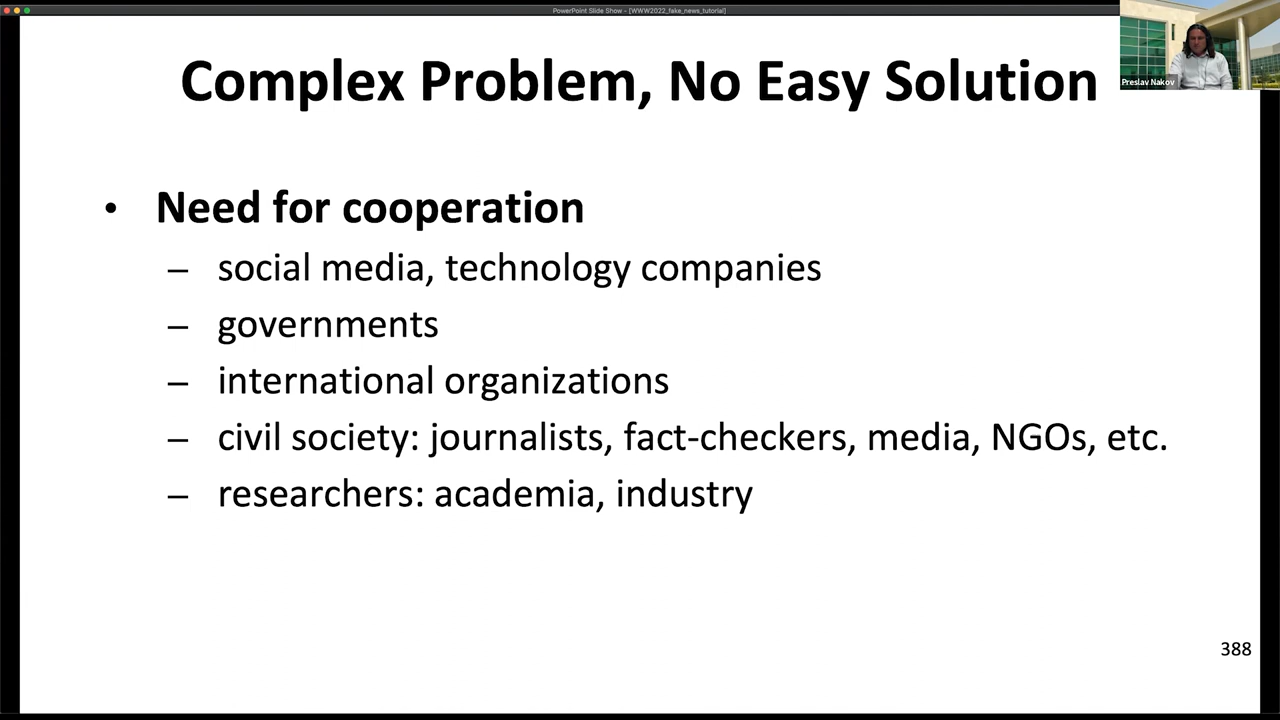 PowerPoint Slide Show - [WWW2022_fake_news_tutorial]
Complex Problem, No Easy Solution
Preslav Nakov
• Need for cooperation
– social media, technology companies
– governments
– international organizations
– civil society: journalists, fact-checkers, media, NGOs, etc.
– researchers: academia, industry
388